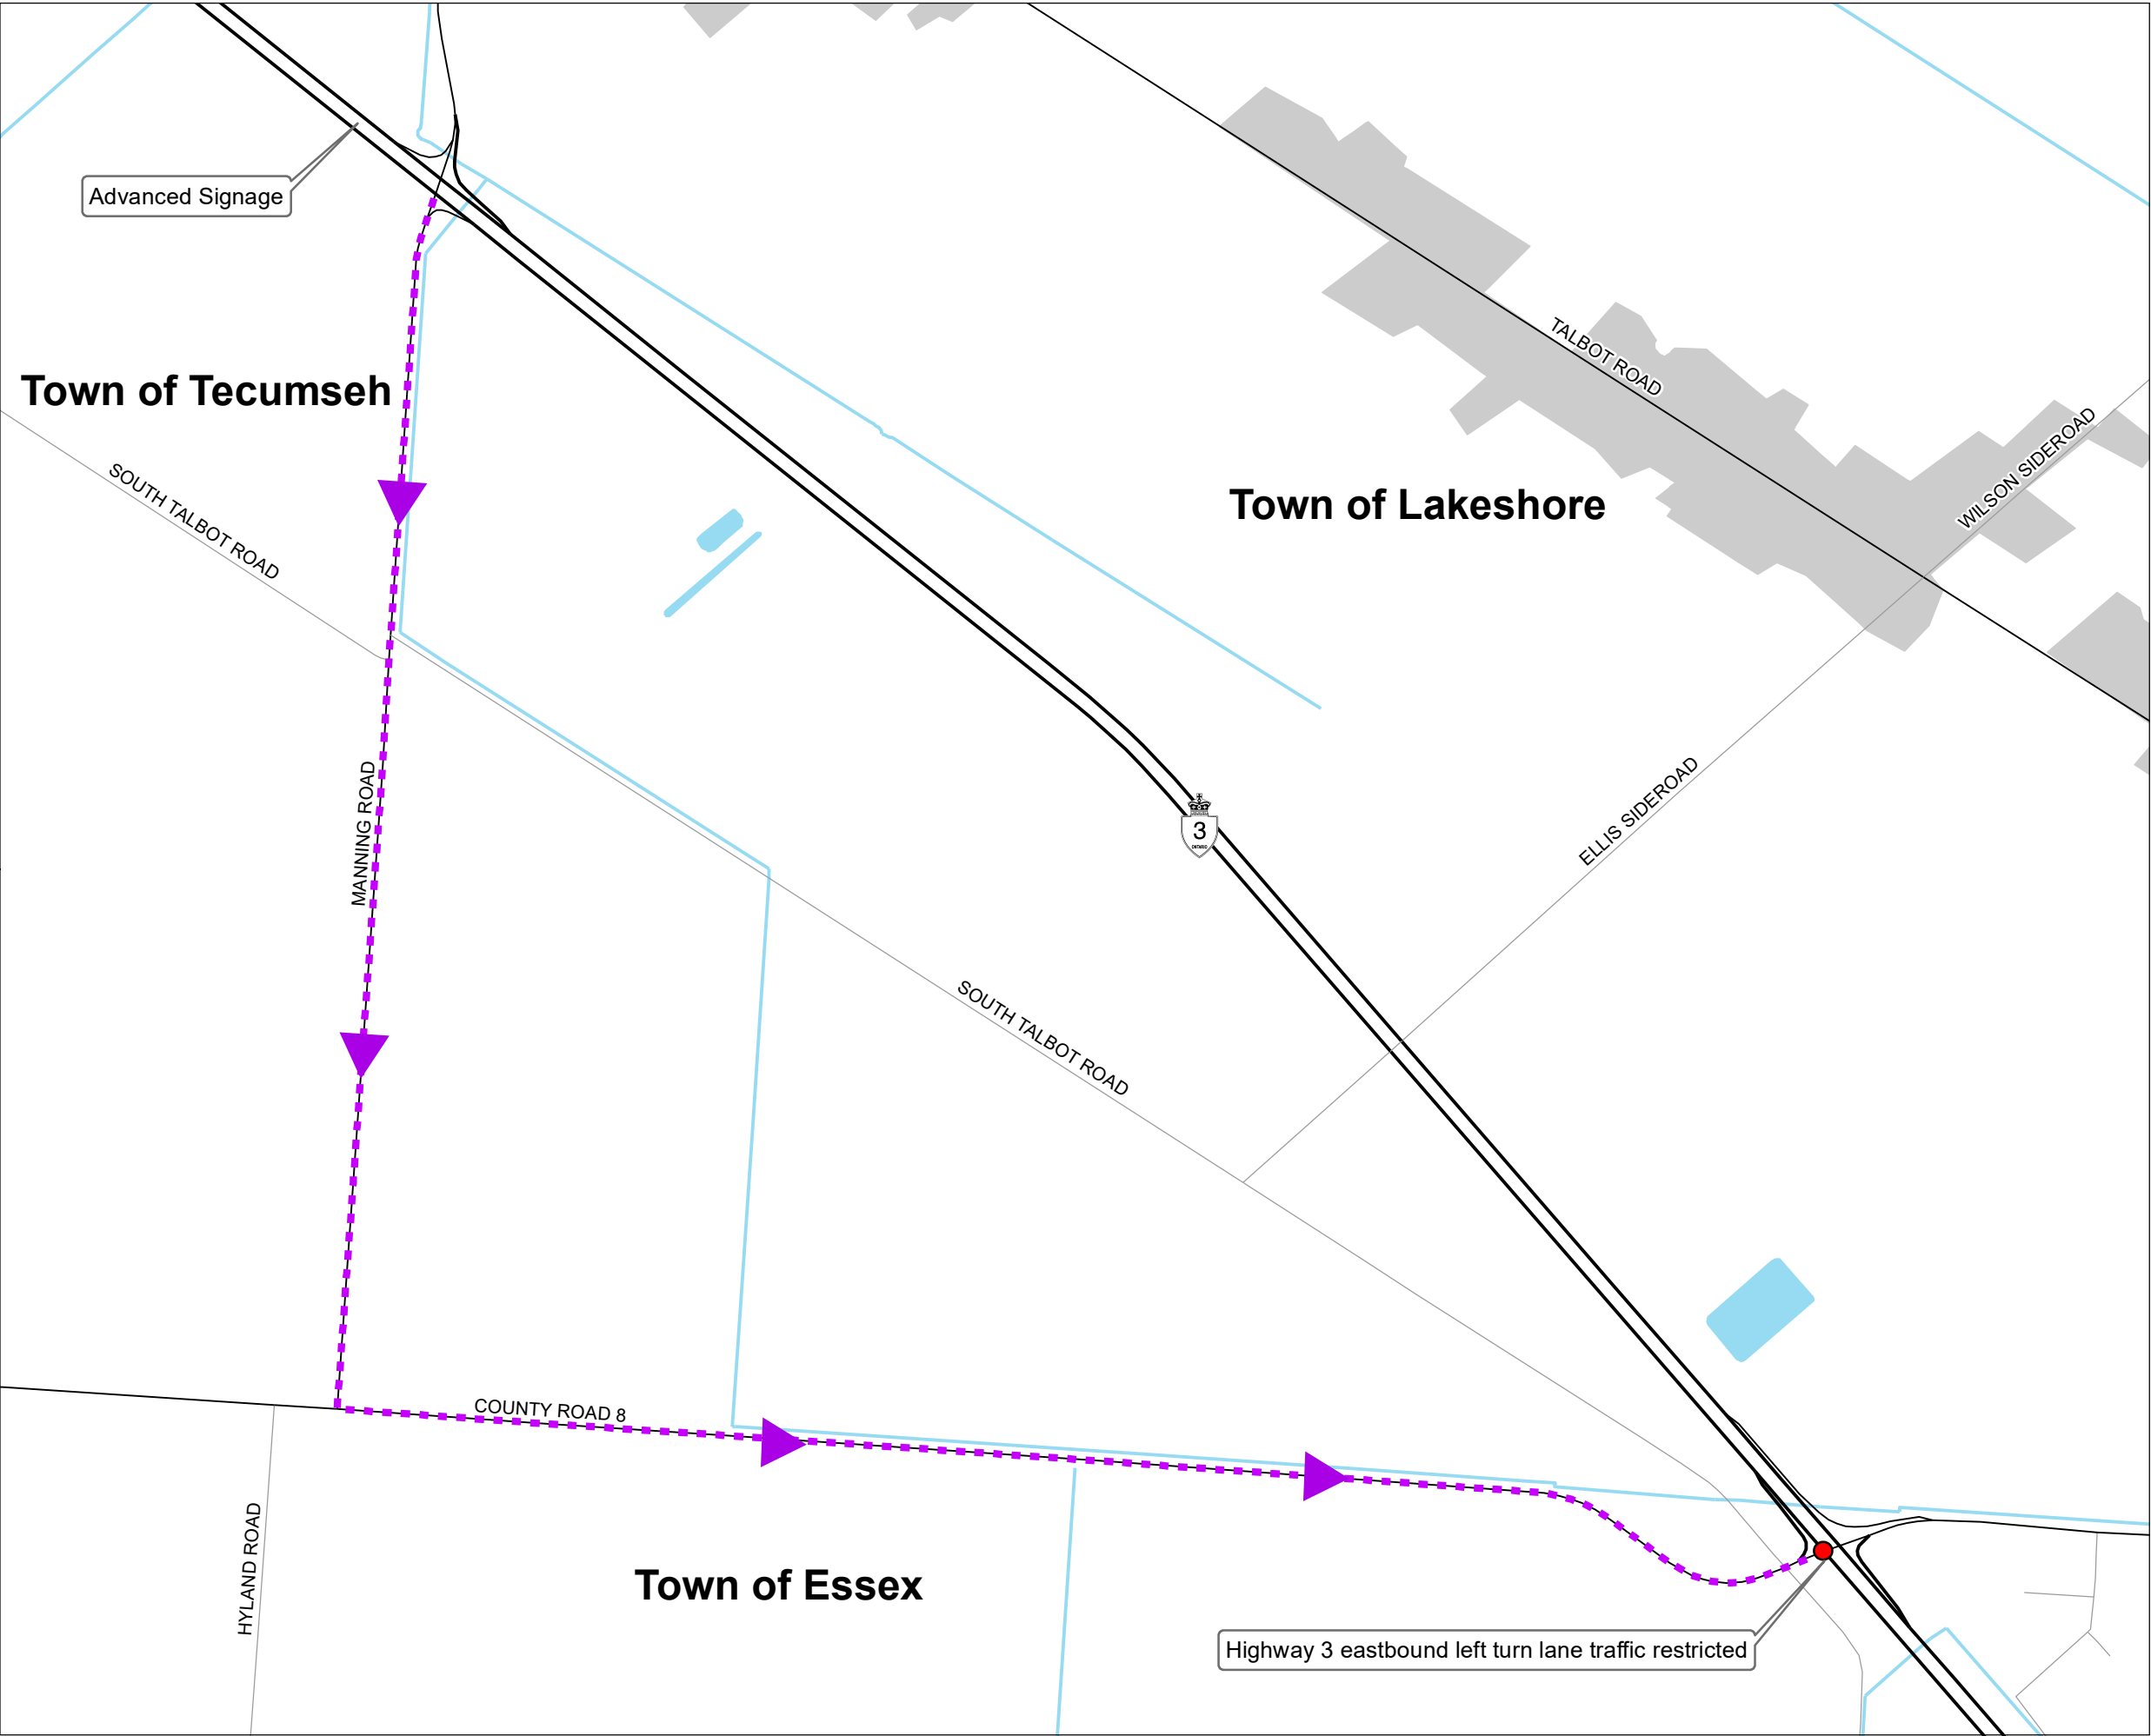 Advanced Signage
TALBOT ROAD
Town of Tecumseh
WILSON SIDEROAD
SOUTH TALBOT ROAD
Town of Lakeshore
MANNING ROAD
ELLIS SIDEROAD
3
ONTARIO
SOUTH TALBOT ROAD
COUNTY ROAD 8
HYLAND ROAD
Town of Essex
Highway 3 eastbound left turn lane traffic restricted